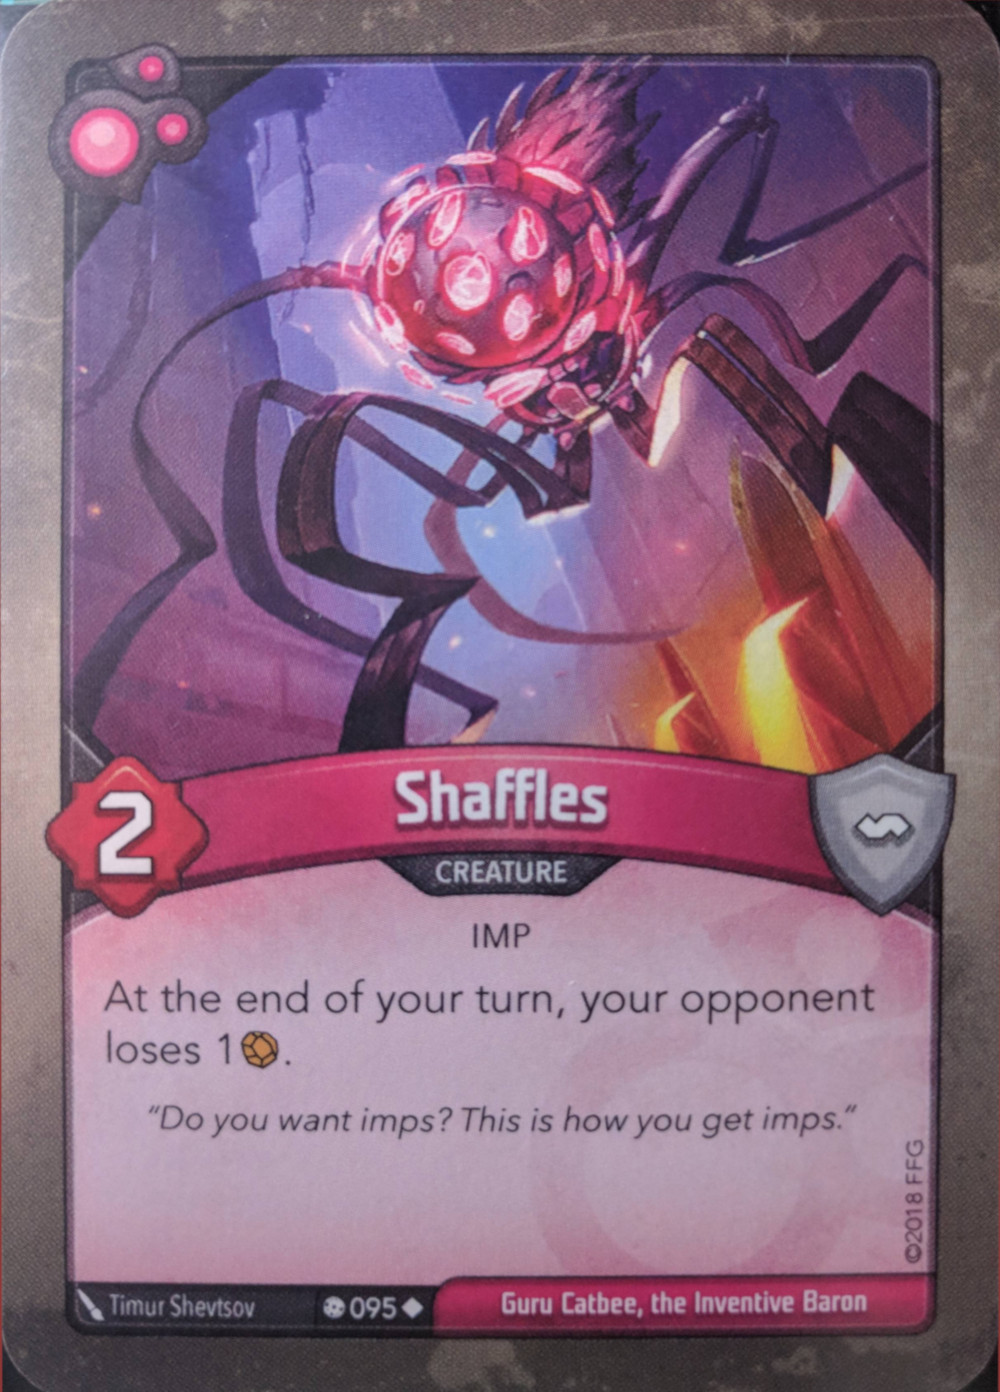 Shaffles
2
CREATURE
IMP
At the end of your turn, your opponent
loses 1.
“Do you want imps? This is how you get imps.”
©2018 FFG
Timur Shevtsov
095
Guru Catbee, the Inventive Baron